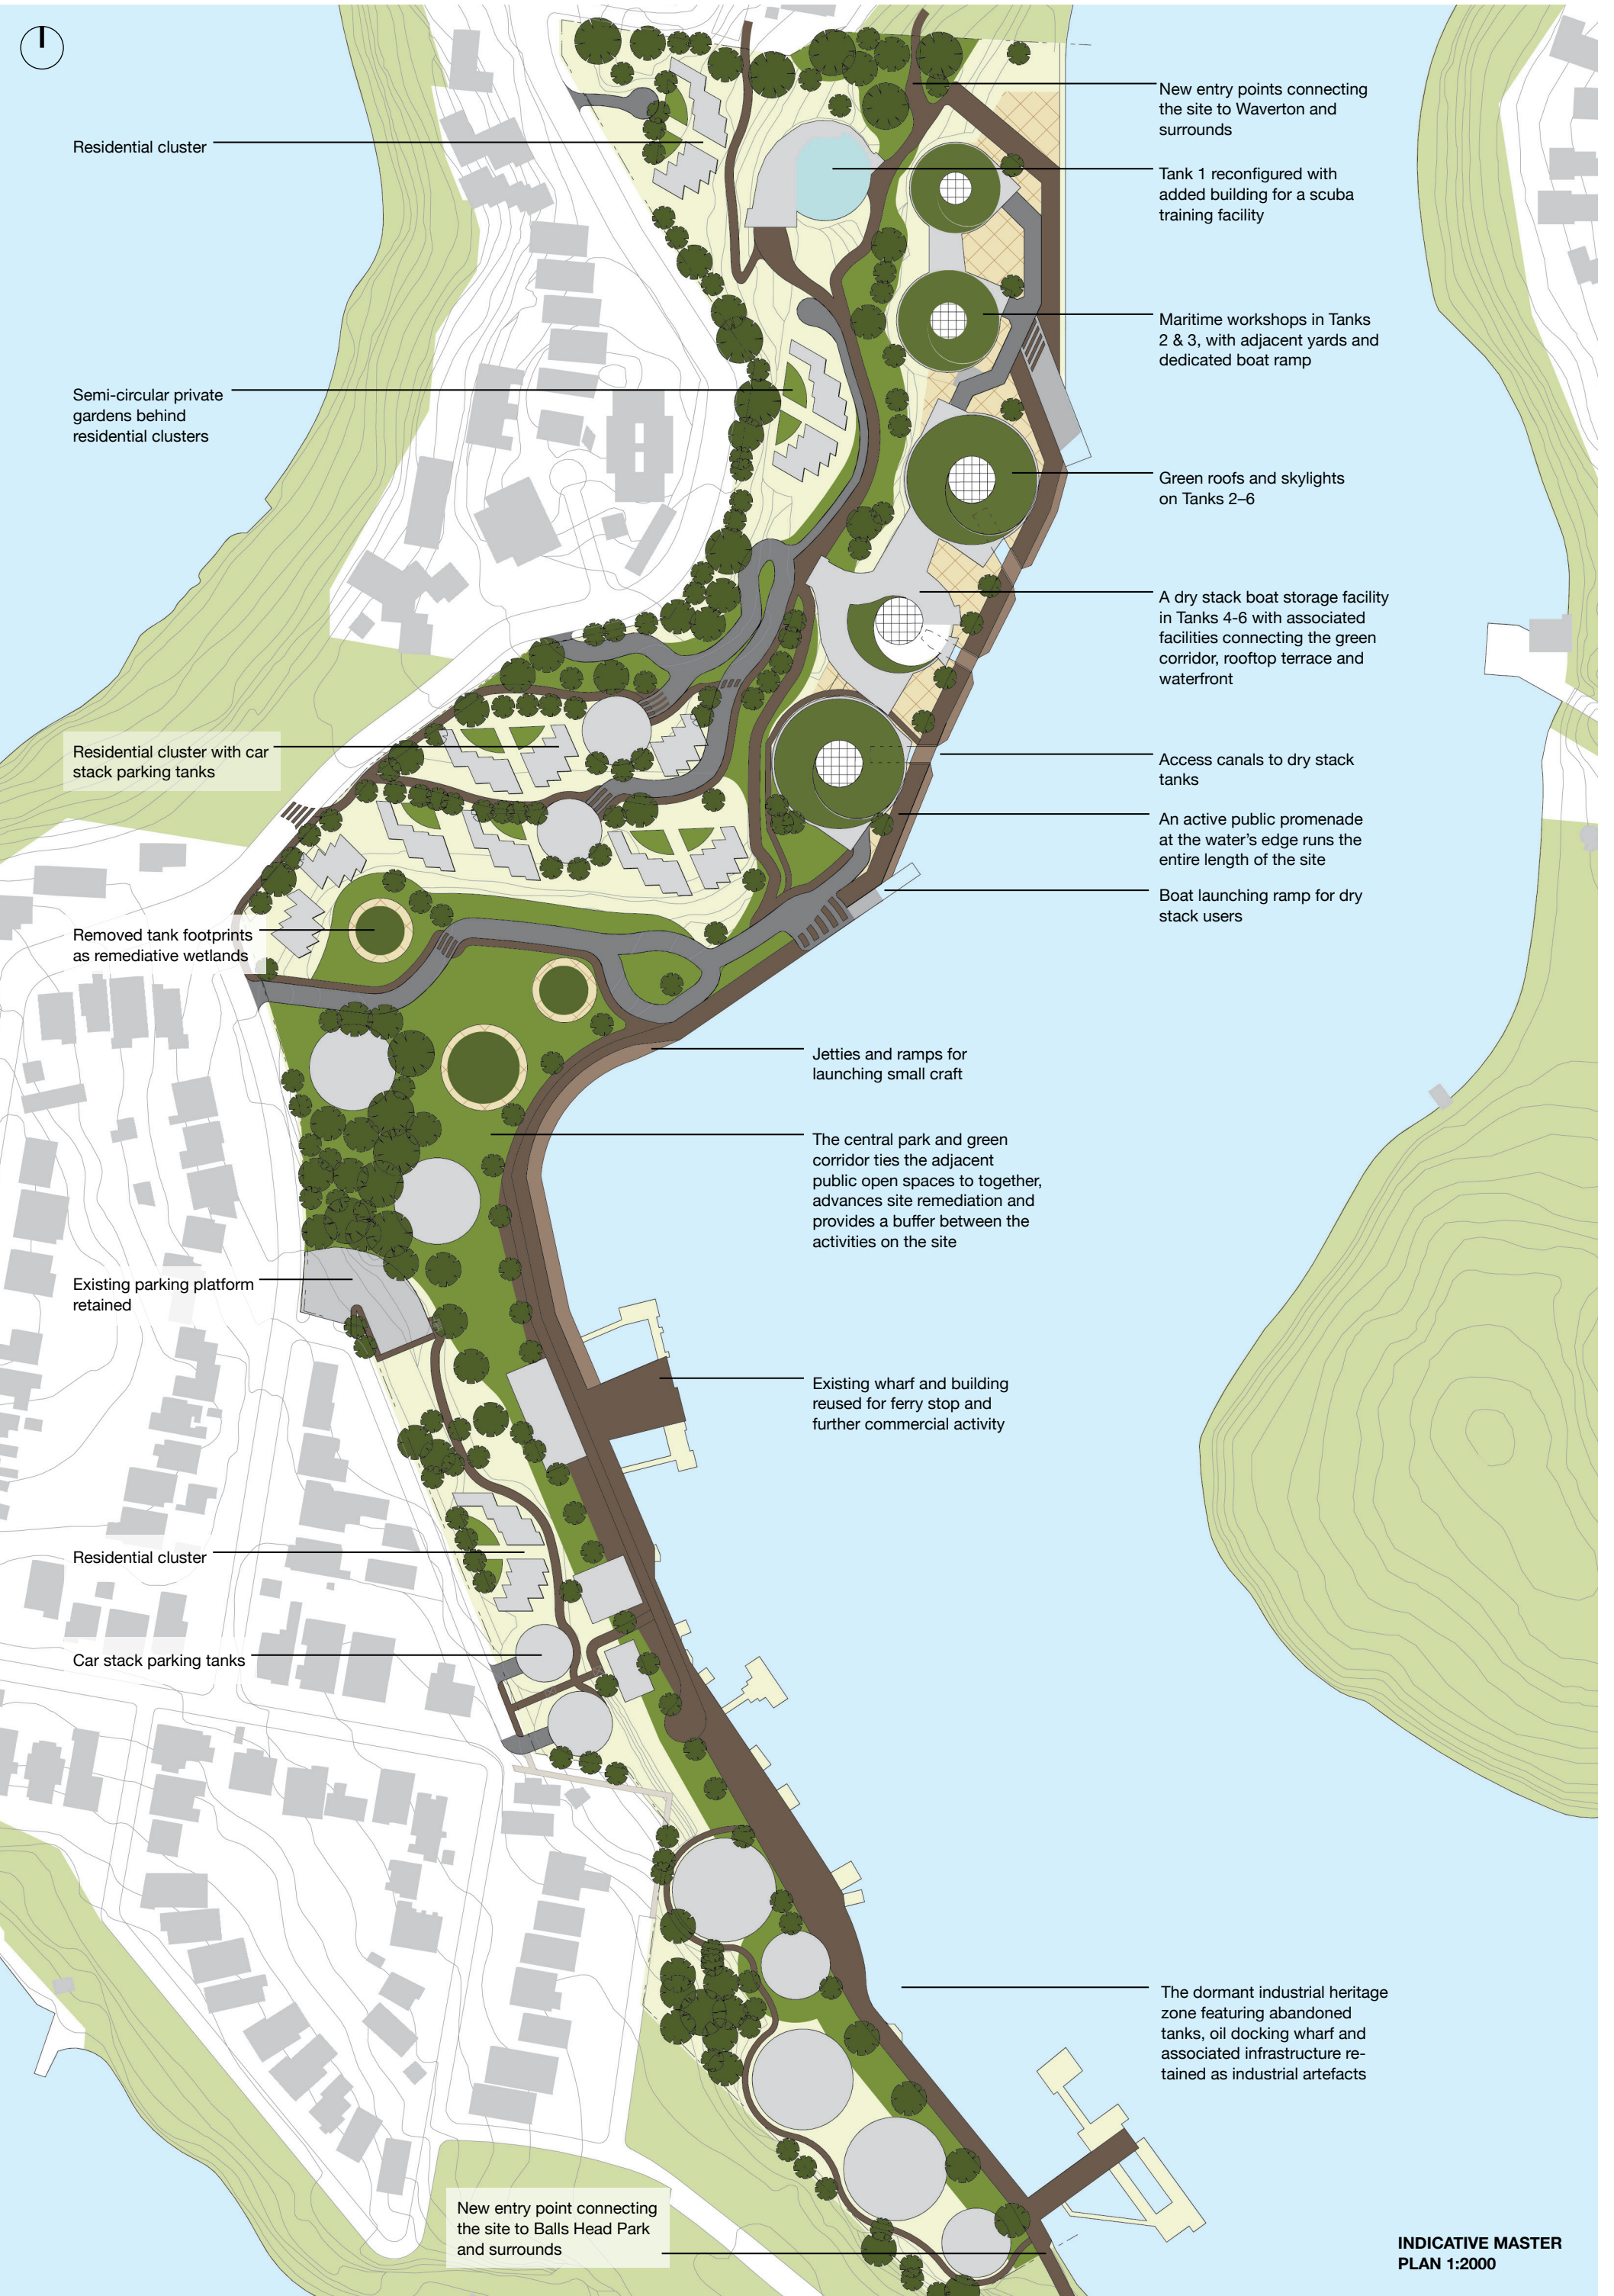 Residential cluster
Semi-circular private
gardens behind
residential clusters
Residential cluster with car
stack parking tanks
Removed tank footprints
as remediative wetlands
Existing parking platform
retained
Residential cluster
Car stack parking tanks
New entry point connecting
the site to Balls Head Park
and surrounds
New entry points connecting
the site to Waverton and
surrounds
Tank 1 reconfigured with
added building for a scuba
training facility
Maritime workshops in Tanks
2 & 3, with adjacent yards and
dedicated boat ramp
Green roofs and skylights
on Tanks 2–6
A dry stack boat storage facility
in Tanks 4-6 with associated
facilities connecting the green
corridor, rooftop terrace and
waterfront
Access canals to dry stack
tanks
An active public promenade
at the water’s edge runs the
entire length of the site
Boat launching ramp for dry
stack users
Jetties and ramps for
launching small craft
The central park and green
corridor ties the adjacent
public open spaces to together,
advances site remediation and
provides a buffer between the
activities on the site
Existing wharf and building
reused for ferry stop and
further commercial activity
The dormant industrial heritage
zone featuring abandoned
tanks, oil docking wharf and
associated infrastructure re-
tained as industrial artefacts
INDICATIVE MASTER
PLAN 1:2000